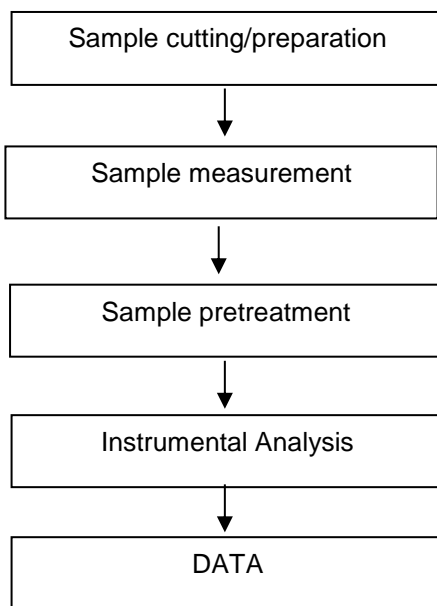 Sample cutting/preparation
Sample measurement
Sample pretreatment
Instrumental Analysis
DATA